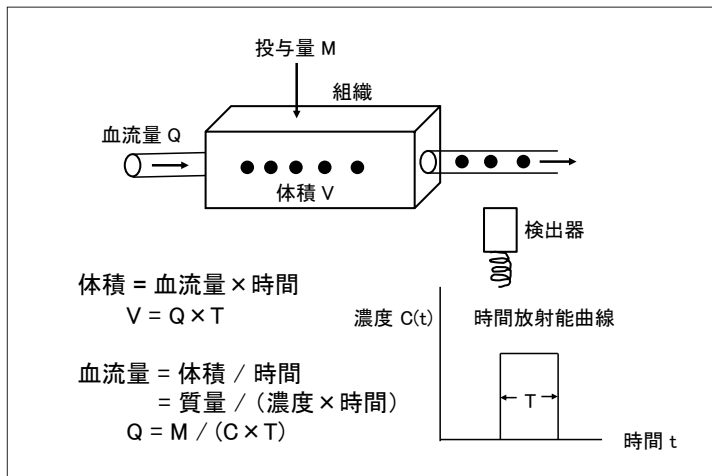 投与量 M
組織
血流量 Q
体積 V
検出器
体積 = 血流量×時間
V = Q×T
濃度 C(t)
時間放射能曲線
血流量 = 体積 / 時間
= 質量 / (濃度×時間)
Q = M / (C×T)
T
時間 t